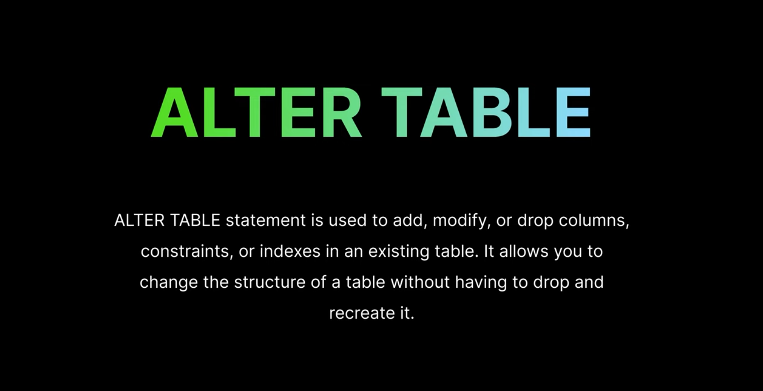 ALTER TABLE
ALTER TABLE statement is used to add, modify, or drop columns,
constraints, or indexes in an existing table. It allows you to
change the structure of a table without having to drop and
recreate it.